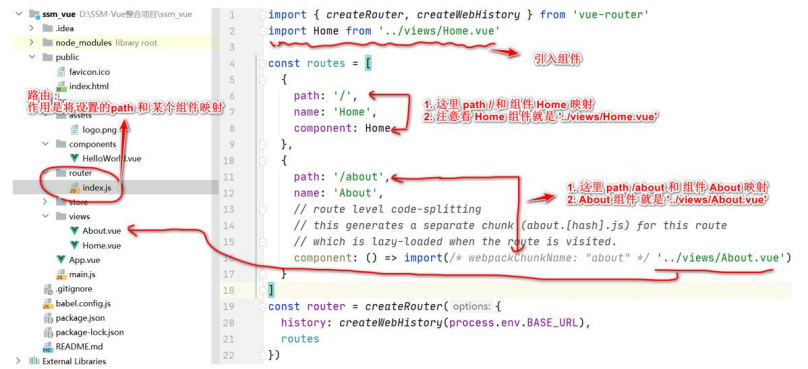 ssm_vue D:\SSM-Vue整合项目\ssm_vue
.idea
node_modules library root
public
favicon.ico
index.html
路由：
作用是将设置的path 和 某个组件映射
assets
logo.png
components
HelloWorld.vue
router
index.js
store
views
About.vue
Home.vue
App.vue
main.js
.gitignore
babel.config.js
package.json
package-lock.json
README.md
External Libraries
1 import { createRouter, createWebHistory } from 'vue-router'
2 import Home from '../views/Home.vue'
引入组件
3
4 const routes = [
5 {
6 path: '/',
7 name: 'Home',
8 component: Home
1. 这里 path / 和 组件 Home 映射
2. 注意看 Home 组件就是 '../views/Home.vue'
9 },
10 {
11 path: '/about',
12 name: 'About',
1. 这里 path /about 和 组件 About 映射
2. About 组件 就是 '../views/About.vue'
13 // route level code-splitting
14 // this generates a separate chunk (about.[hash].js) for this route
15 // which is lazy-loaded when the route is visited.
16 component: () => import(/* webpackChunkName: "about" */ '../views/About.vue')
17 }
18 ]
19 const router = createRouter( options: {
20 history: createWebHistory(process.env.BASE_URL),
21 routes
22 })